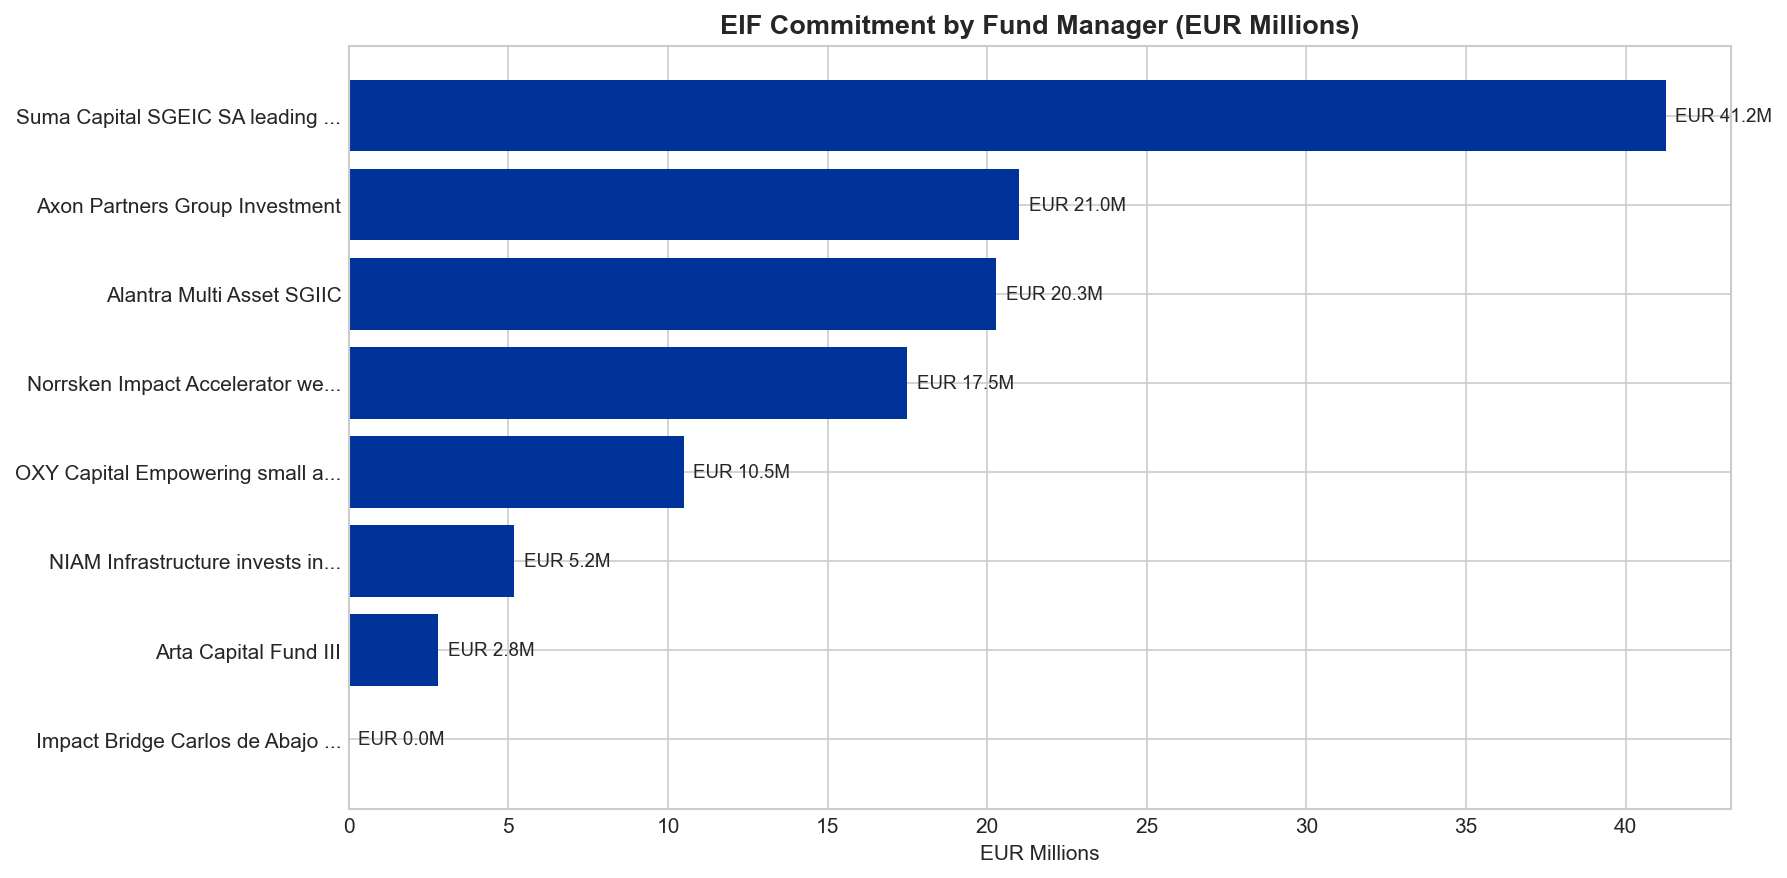 EIF Commitment by Fund Manager (EUR Millions)
Suma Capital SGEIC SA leading ... EUR 41.2M
Axon Partners Group Investment EUR 21.0M
Alantra Multi Asset SGIIC EUR 20.3M
Norrsken Impact Accelerator we... EUR 17.5M
OXY Capital Empowering small a... EUR 10.5M
NIAM Infrastructure invests in... EUR 5.2M
Arta Capital Fund III EUR 2.8M
Impact Bridge Carlos de Abajo ... EUR 0.0M
0 5 10 15 20 25 30 35 40
EUR Millions